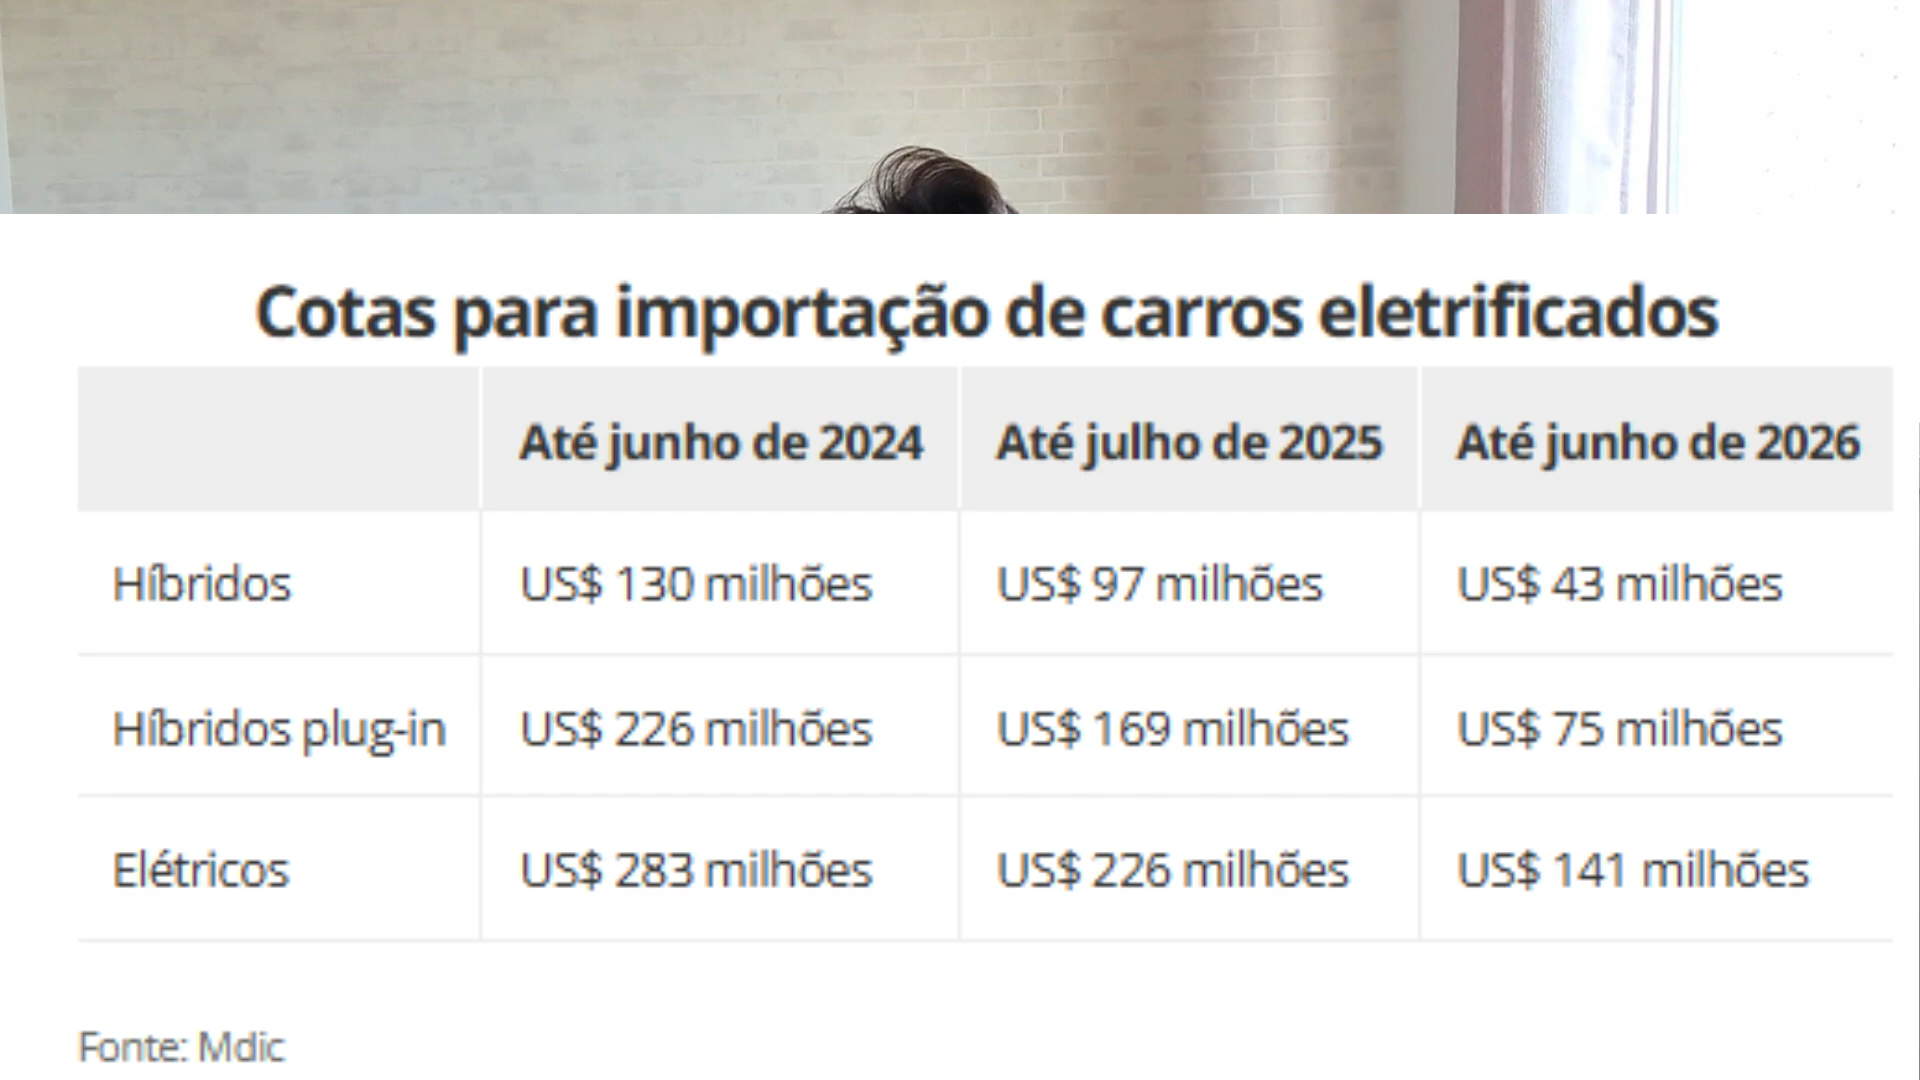 Cotas para importação de carros eletrificados
Até junho de 2024 Até julho de 2025 Até junho de 2026
Híbridos US$ 130 milhões US$ 97 milhões US$ 43 milhões
Híbridos plug-in US$ 226 milhões US$ 169 milhões US$ 75 milhões
Elétricos US$ 283 milhões US$ 226 milhões US$ 141 milhões
Fonte: Mdic